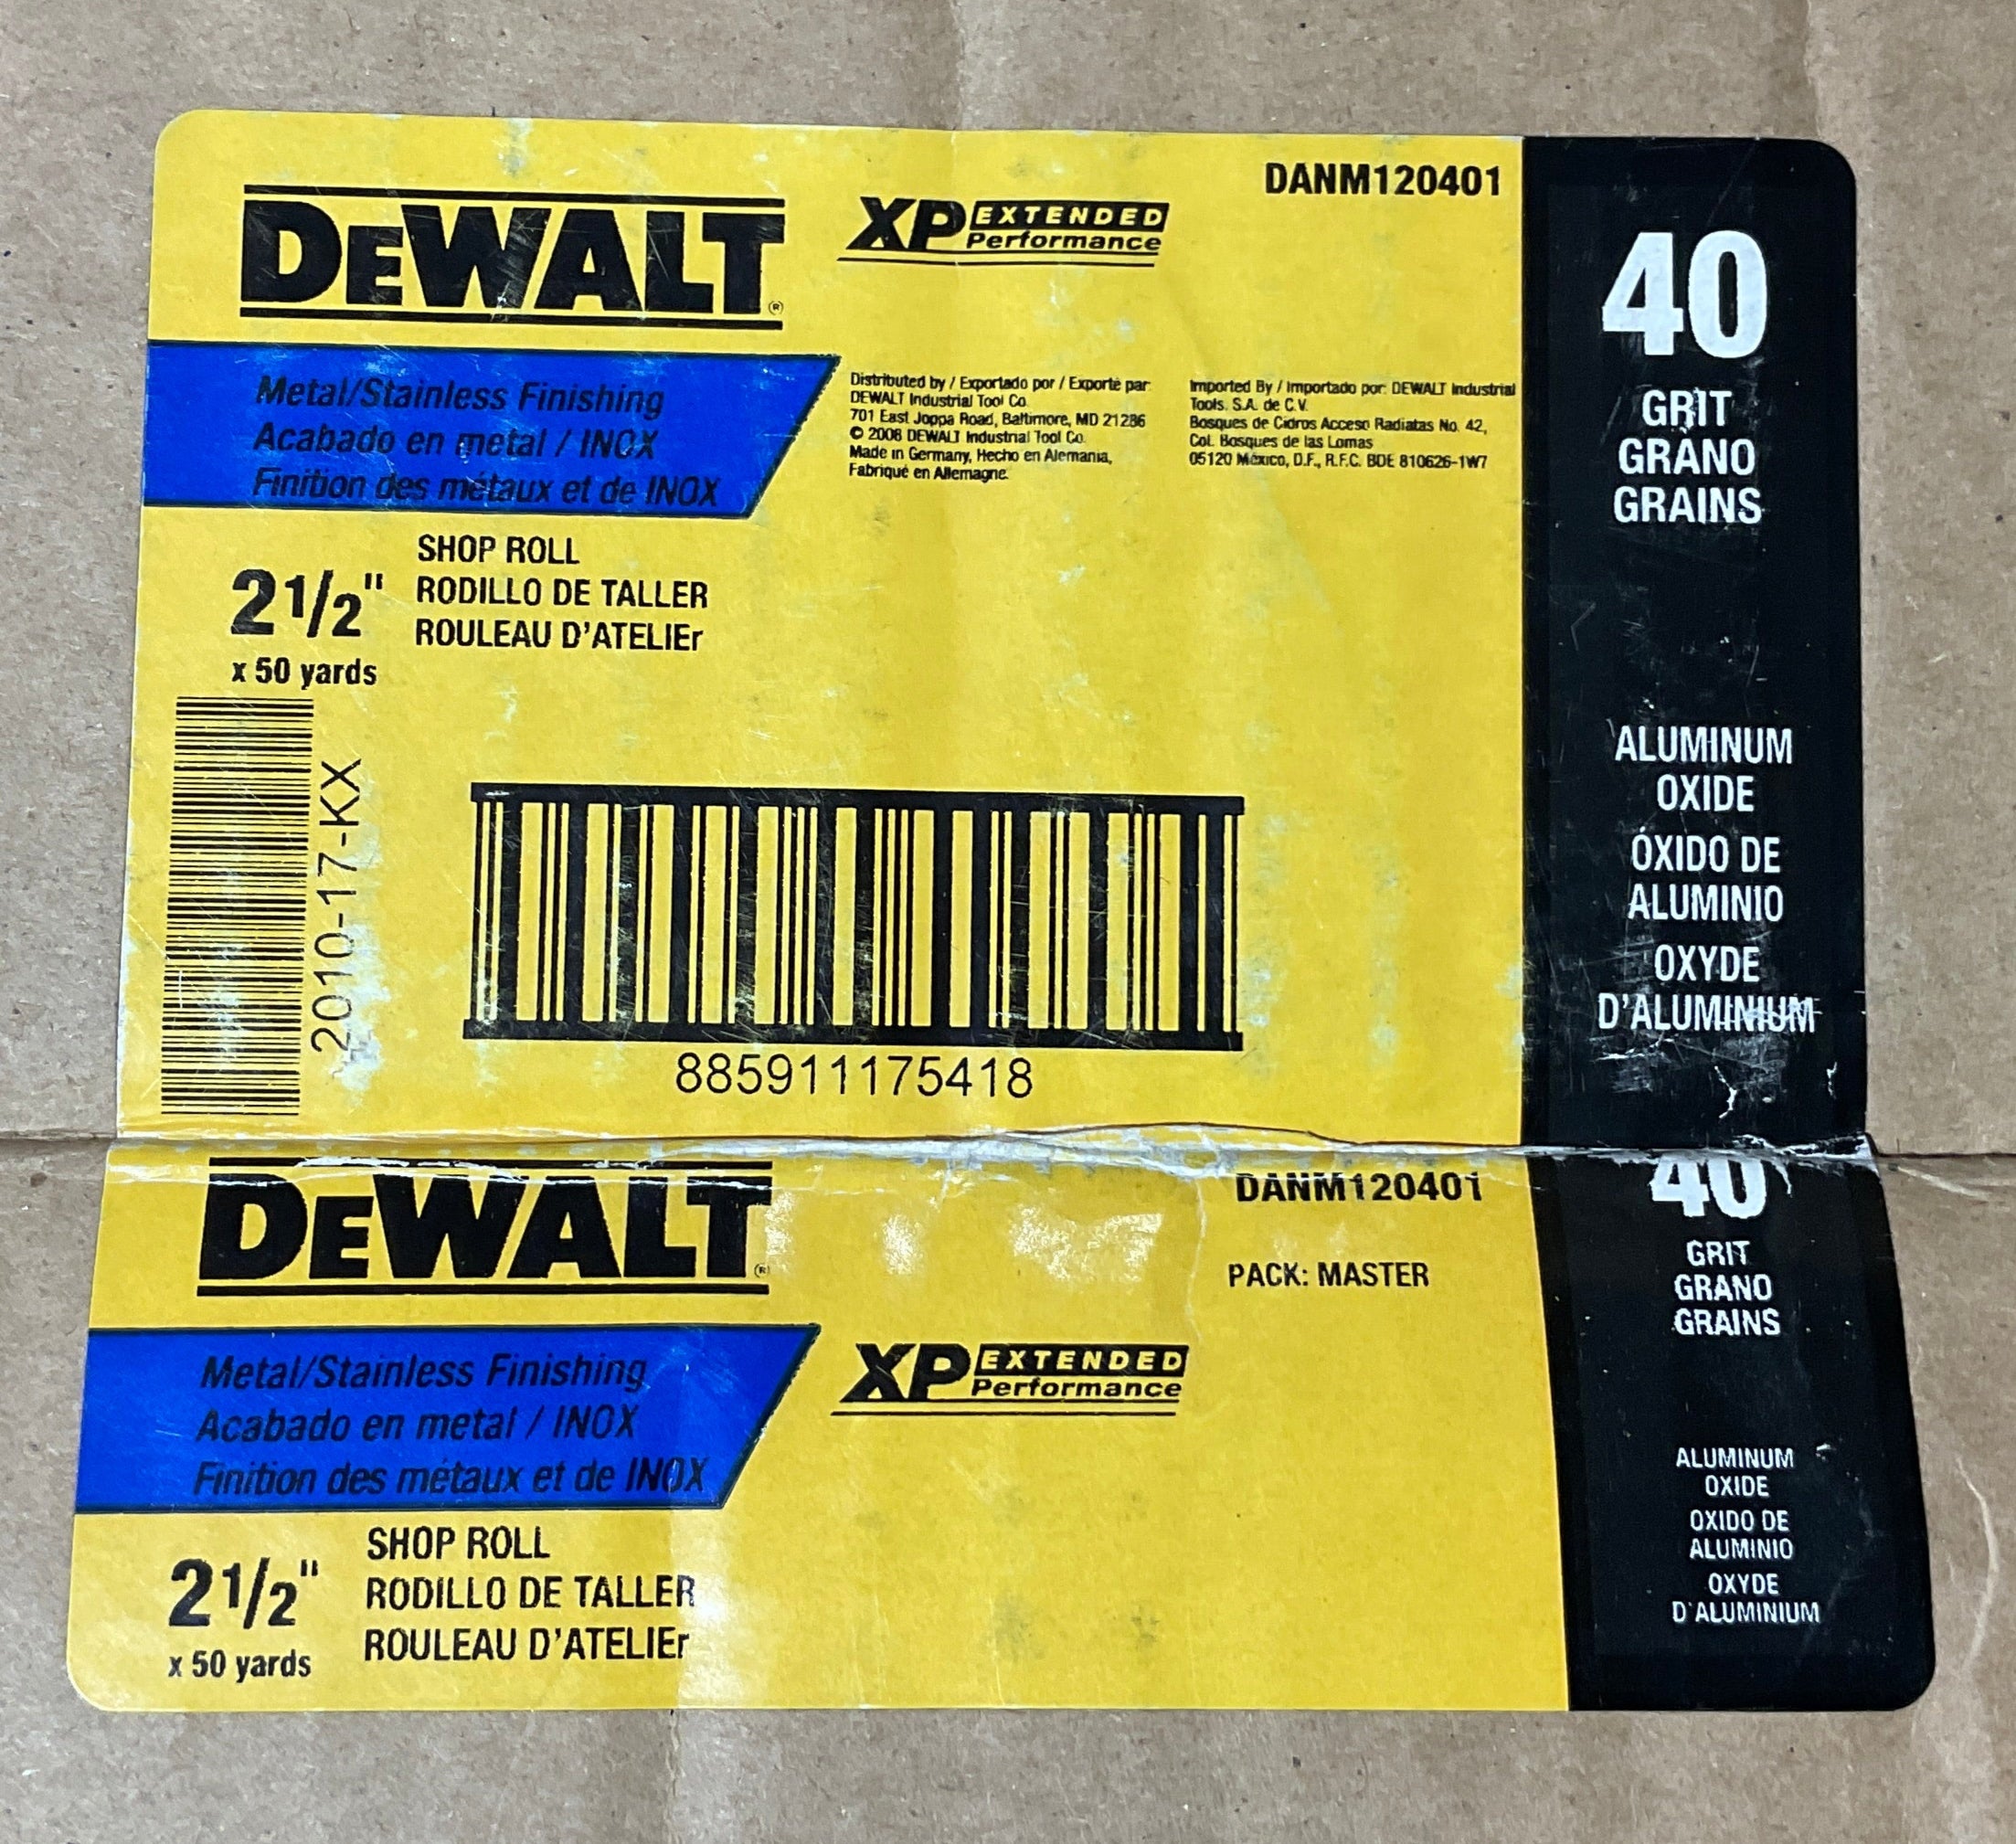 DEWALT®
XP EXTENDED Performance
DANM120401
40
GRIT
GRANO
GRAINS
Metal/Stainless Finishing
Acabado en metal / INOX
Finition des métaux et de INOX
Distributed by / Exportado por / Exporté par:
DEWALT Industrial Tool Co.
701 East Joppa Road, Baltimore, MD 21286
© 2008 DEWALT Industrial Tool Co.
Made in Germany, Hecho en Alemania,
Fabriqué en Allemagne.
Imported By / Importado por: DEWALT Industrial
Tools. S.A. de C.V.
Bosques de Cidros Acceso Radiatas No. 42,
Col. Bosques de las Lomas
05120 México, D.F., R.F.C. BDE 810626-1W7
2 1/2"
x 50 yards
SHOP ROLL
RODILLO DE TALLER
ROULEAU D'ATELIEr
ALUMINUM
OXIDE
ÓXIDO DE
ALUMINIO
OXYDE
D'ALUMINIUM
2010-17-KX
885911175418
DEWALT®
DANM120401
PACK: MASTER
40
GRIT
GRANO
GRAINS
Metal/Stainless Finishing
Acabado en metal / INOX
Finition des métaux et de INOX
XP EXTENDED Performance
2 1/2"
x 50 yards
SHOP ROLL
RODILLO DE TALLER
ROULEAU D'ATELIEr
ALUMINUM
OXIDE
OXIDO DE
ALUMINIO
OXYDE
D'ALUMINIUM